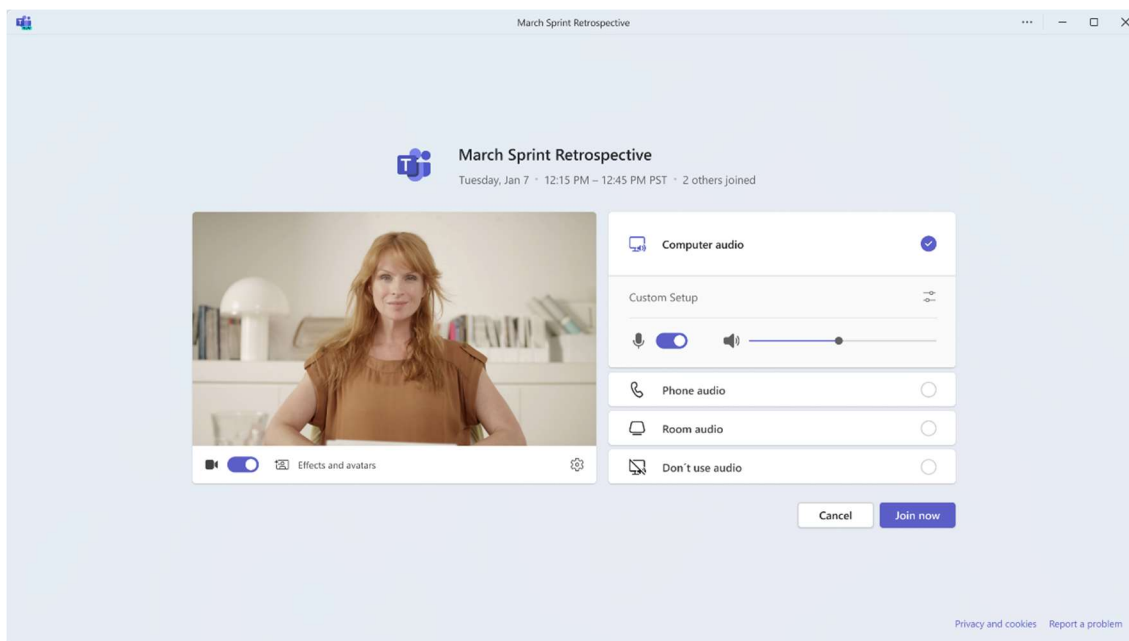 March Sprint Retrospective
March Sprint Retrospective
Tuesday, Jan 7 • 12:15 PM – 12:45 PM PST • 2 others joined
Computer audio
Custom Setup
Phone audio
Room audio
Don´t use audio
Effects and avatars
Cancel
Join now
Privacy and cookies Report a problem